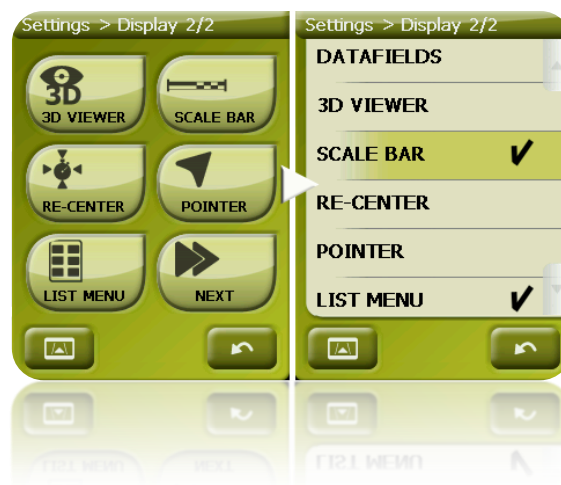 Settings > Display 2/2
3D
3D VIEWER
SCALE BAR
RE-CENTER
POINTER
LIST MENU
NEXT
Settings > Display 2/2
DATAFIELDS
3D VIEWER
SCALE BAR
RE-CENTER
POINTER
LIST MENU